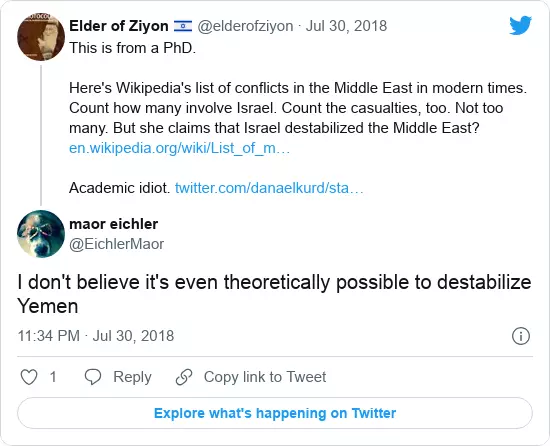 Elder of Ziyon 🇮🇱 @elderofziyon · Jul 30, 2018
This is from a PhD.
Here's Wikipedia's list of conflicts in the Middle East in modern times.
Count how many involve Israel. Count the casualties, too. Not too
many. But she claims that Israel destabilized the Middle East?
en.wikipedia.org/wiki/List_of_m…
Academic idiot. twitter.com/danaelkurd/sta…
maor eichler
@EichlerMaor
I don't believe it's even theoretically possible to destabilize
Yemen
11:34 PM · Jul 30, 2018
1 Reply Copy link to Tweet
Explore what's happening on Twitter